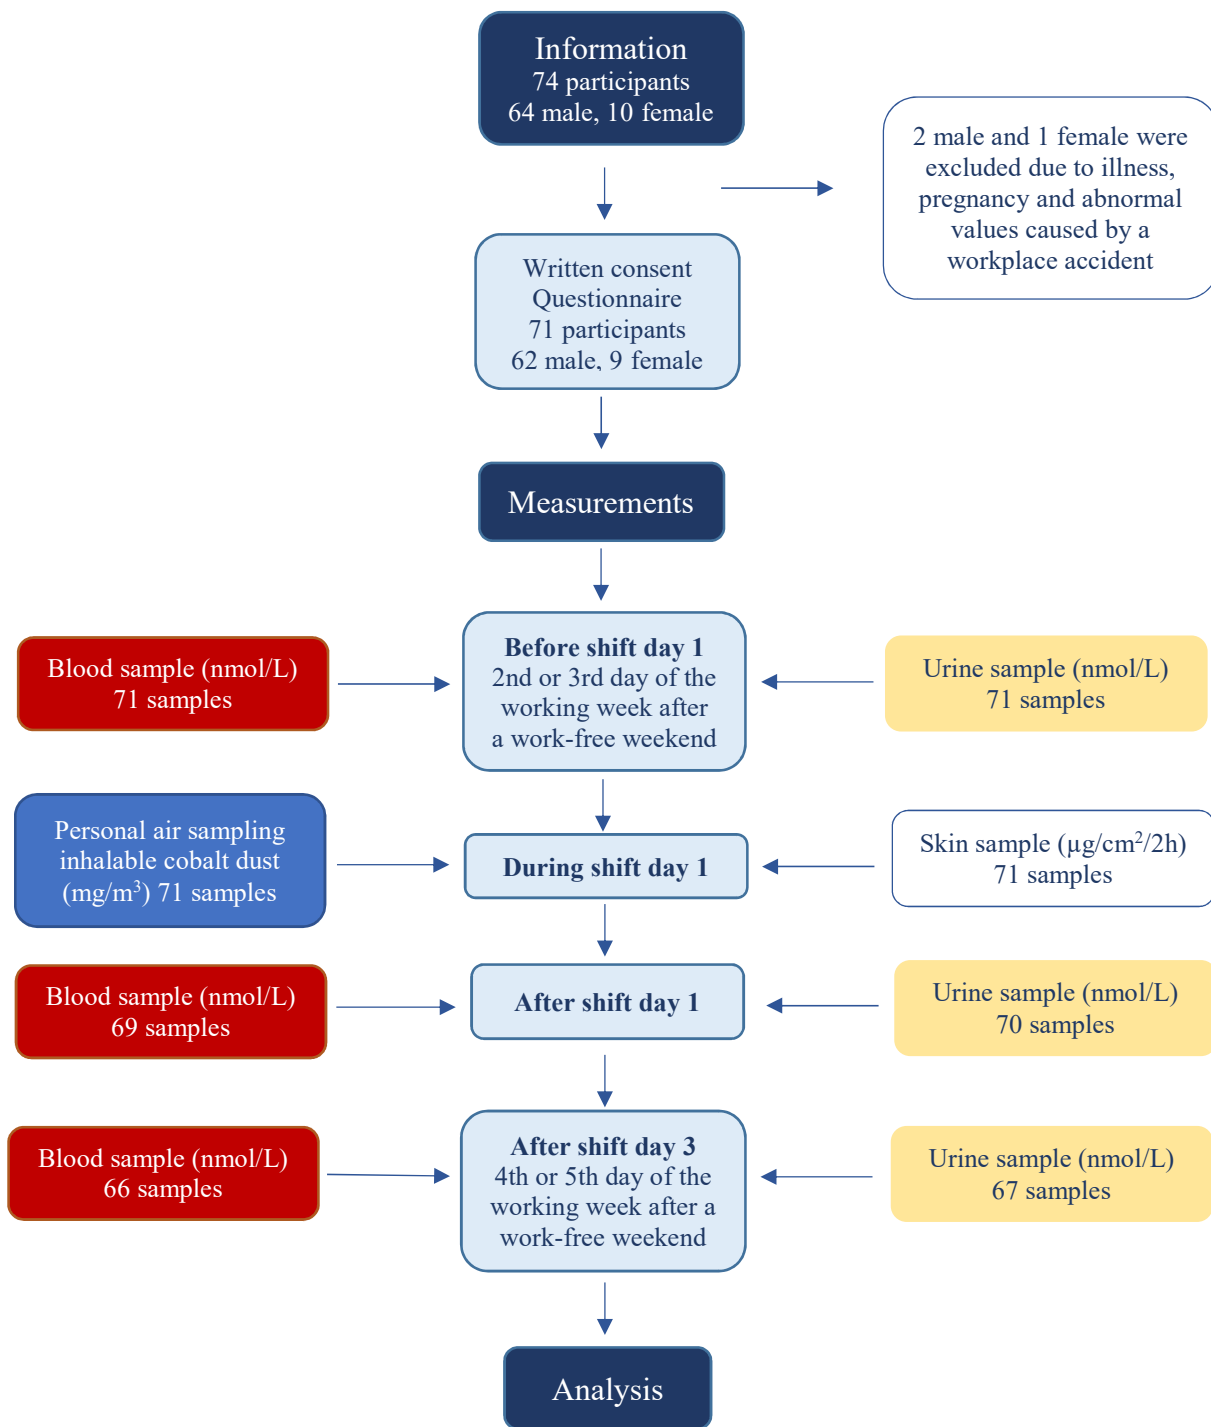 Information
74 participants
64 male, 10 female
2 male and 1 female were
excluded due to illness,
pregnancy and abnormal
values caused by a
workplace accident
Written consent
Questionnaire
71 participants
62 male, 9 female
Measurements
Blood sample (nmol/L)
71 samples
Before shift day 1
2nd or 3rd day of the
working week after
a work-free weekend
Urine sample (nmol/L)
71 samples
Personal air sampling
inhalable cobalt dust
(mg/m³) 71 samples
During shift day 1
Skin sample (µg/cm²/2h)
71 samples
Blood sample (nmol/L)
69 samples
After shift day 1
Urine sample (nmol/L)
70 samples
Blood sample (nmol/L)
66 samples
After shift day 3
4th or 5th day of the
working week after a
work-free weekend
Urine sample (nmol/L)
67 samples
Analysis